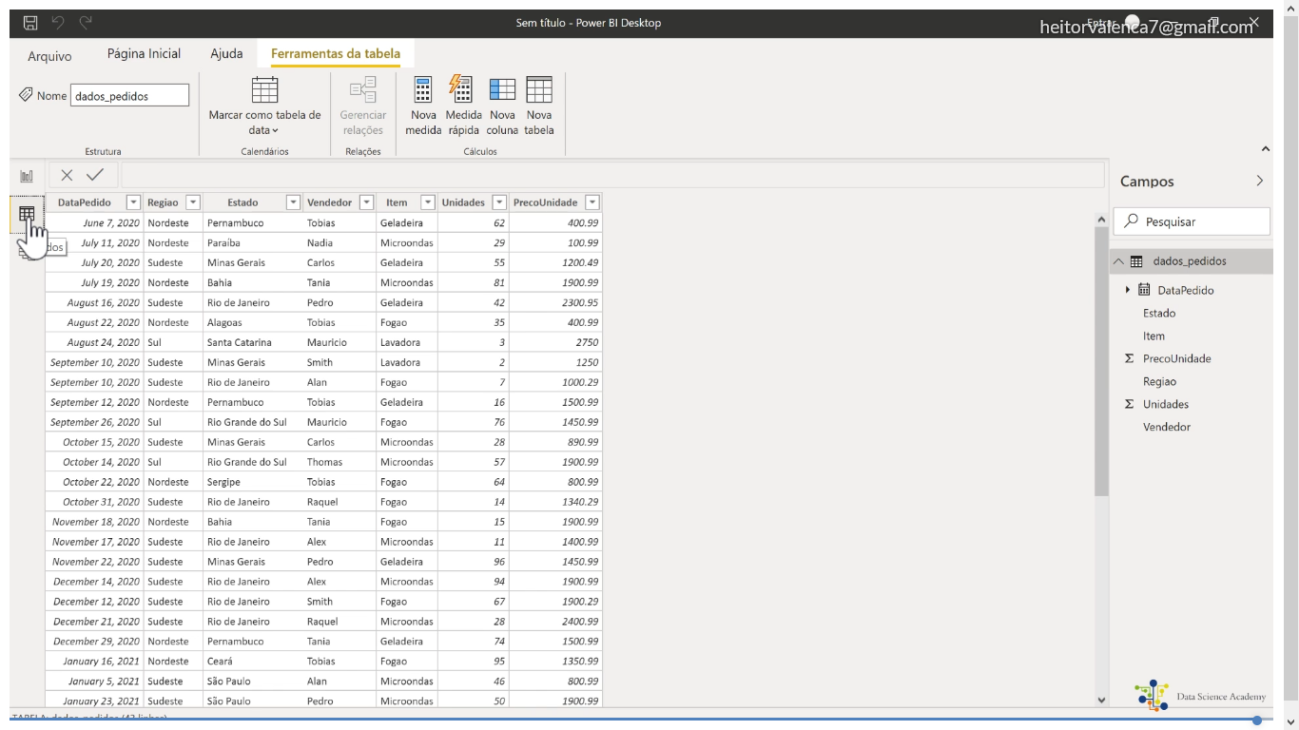 Sem título - Power BI Desktop
heitorvalenca7@gmail.com
Arquivo Página Inicial Ajuda Ferramentas da tabela
Nome dados_pedidos
Marcar como tabela de data
Gerenciar relações
Nova medida
Medida rápida
Nova coluna
Nova tabela
Estrutura Calendários Relações Cálculos
Campos
Pesquisar
dados_pedidos
DataPedido
Estado
Item
Σ PrecoUnidade
Regiao
Σ Unidades
Vendedor
DataPedido Regiao Estado Vendedor Item Unidades PrecoUnidade
June 7, 2020 Nordeste Pernambuco Tobias Geladeira 62 400.99
July 11, 2020 Nordeste Paraíba Nadia Microondas 29 100.99
July 20, 2020 Sudeste Minas Gerais Carlos Geladeira 55 1200.49
July 19, 2020 Nordeste Bahia Tania Microondas 81 1900.99
August 16, 2020 Sudeste Rio de Janeiro Pedro Geladeira 42 2300.95
August 22, 2020 Nordeste Alagoas Tobias Fogao 35 400.99
August 24, 2020 Sul Santa Catarina Mauricio Lavadora 3 2750
September 10, 2020 Sudeste Minas Gerais Smith Lavadora 2 1250
September 10, 2020 Sudeste Rio de Janeiro Alan Fogao 7 1000.29
September 12, 2020 Nordeste Pernambuco Tobias Geladeira 16 1500.99
September 26, 2020 Sul Rio Grande do Sul Mauricio Fogao 76 1450.99
October 15, 2020 Sudeste Minas Gerais Carlos Microondas 28 890.99
October 14, 2020 Sul Rio Grande do Sul Thomas Microondas 57 1900.99
October 22, 2020 Nordeste Sergipe Tobias Fogao 64 800.99
October 31, 2020 Sudeste Rio de Janeiro Raquel Fogao 14 1340.29
November 18, 2020 Nordeste Bahia Tania Fogao 15 1900.99
November 17, 2020 Sudeste Rio de Janeiro Alex Microondas 11 1400.99
November 22, 2020 Sudeste Minas Gerais Pedro Geladeira 96 1450.99
December 14, 2020 Sudeste Rio de Janeiro Alex Microondas 94 1900.99
December 12, 2020 Sudeste Rio de Janeiro Smith Fogao 67 1900.29
December 21, 2020 Sudeste Rio de Janeiro Raquel Microondas 28 2400.99
December 29, 2020 Nordeste Pernambuco Tania Geladeira 74 1500.99
January 16, 2021 Nordeste Ceará Tobias Fogao 95 1350.99
January 5, 2021 Sudeste São Paulo Alan Microondas 46 800.99
January 23, 2021 Sudeste São Paulo Pedro Microondas 50 1900.99
Data Science Academy